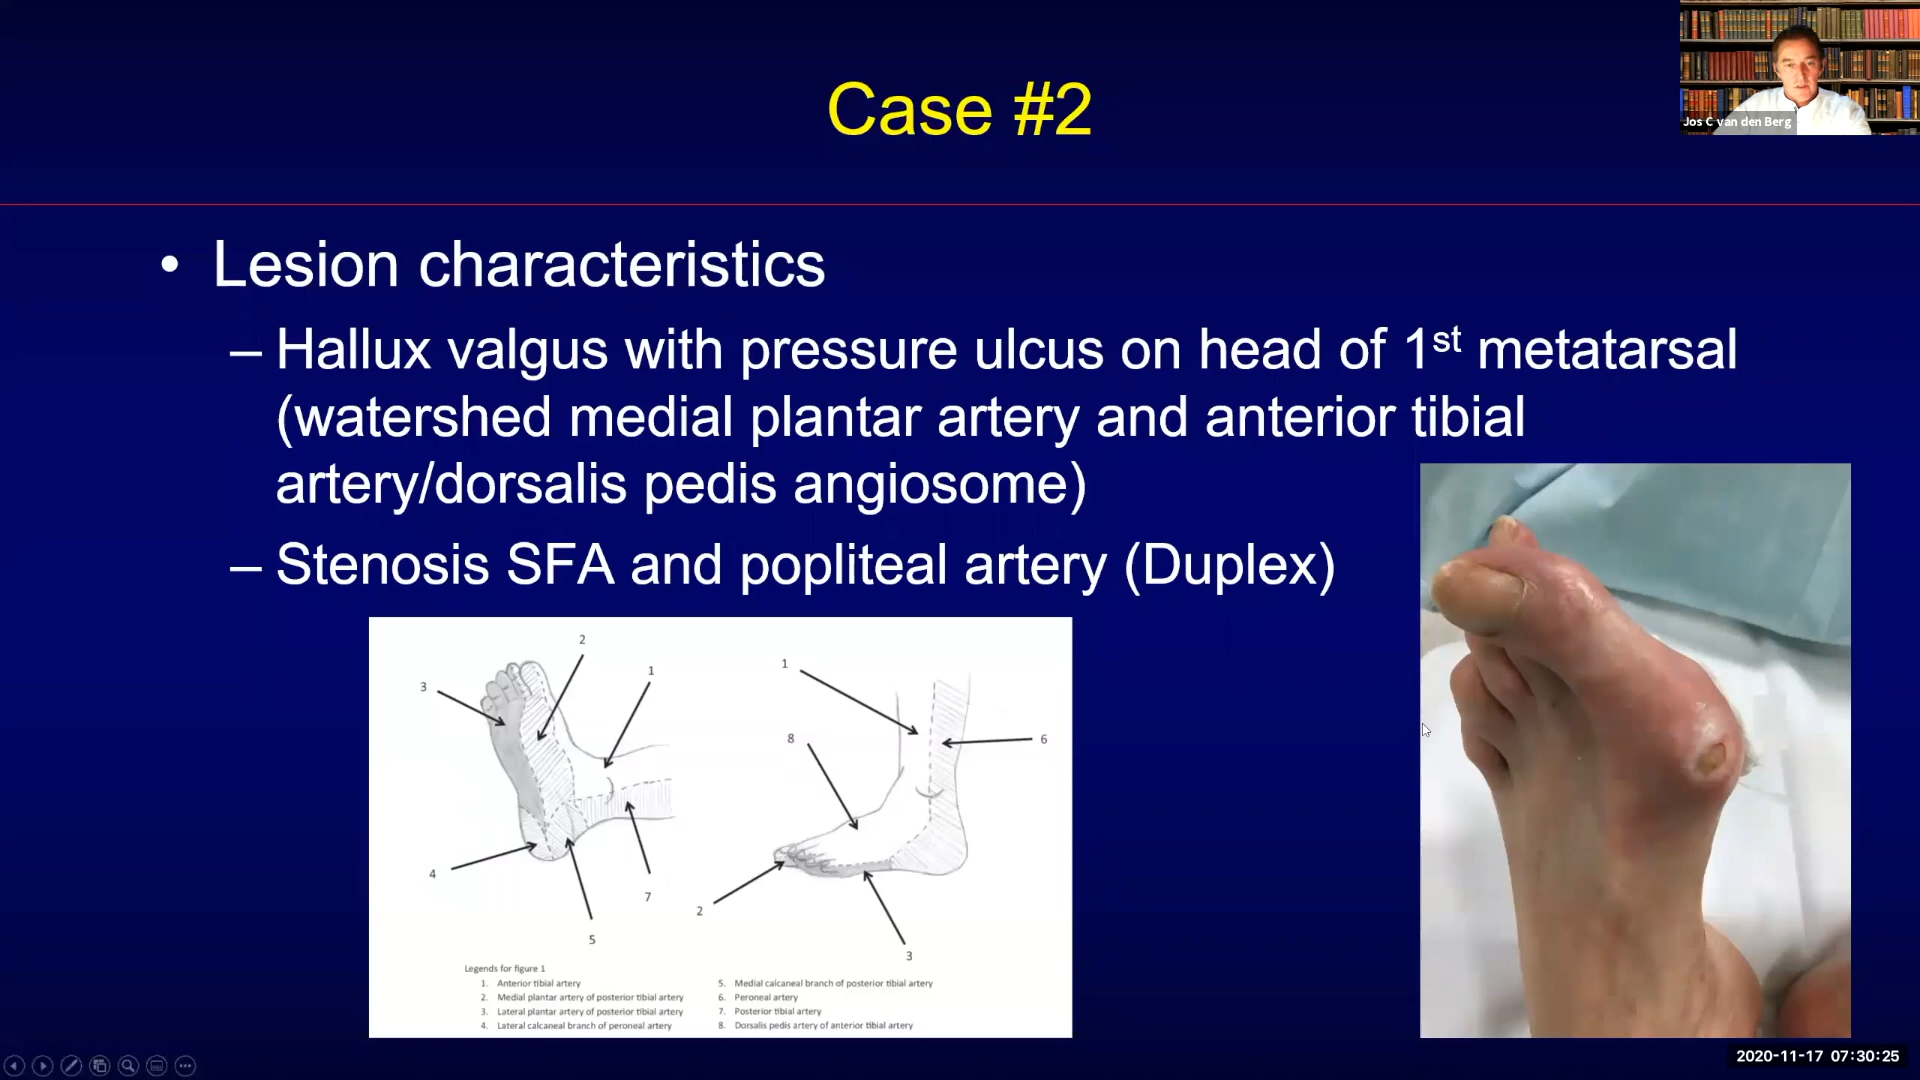 Case #2
Jos C van den Berg
• Lesion characteristics
– Hallux valgus with pressure ulcus on head of 1st metatarsal
(watershed medial plantar artery and anterior tibial
artery/dorsalis pedis angiosome)
– Stenosis SFA and popliteal artery (Duplex)
2
1
3
4
5
7
1
8
6
2
3
Legends for figure 1
1. Anterior tibial artery
2. Medial plantar artery of posterior tibial artery
3. Lateral plantar artery of posterior tibial artery
4. Lateral calcaneal branch of peroneal artery
5. Medial calcaneal branch of posterior tibial artery
6. Peroneal artery
7. Posterior tibial artery
8. Dorsalis pedis artery of anterior tibial artery
2020-11-17 07:30:25